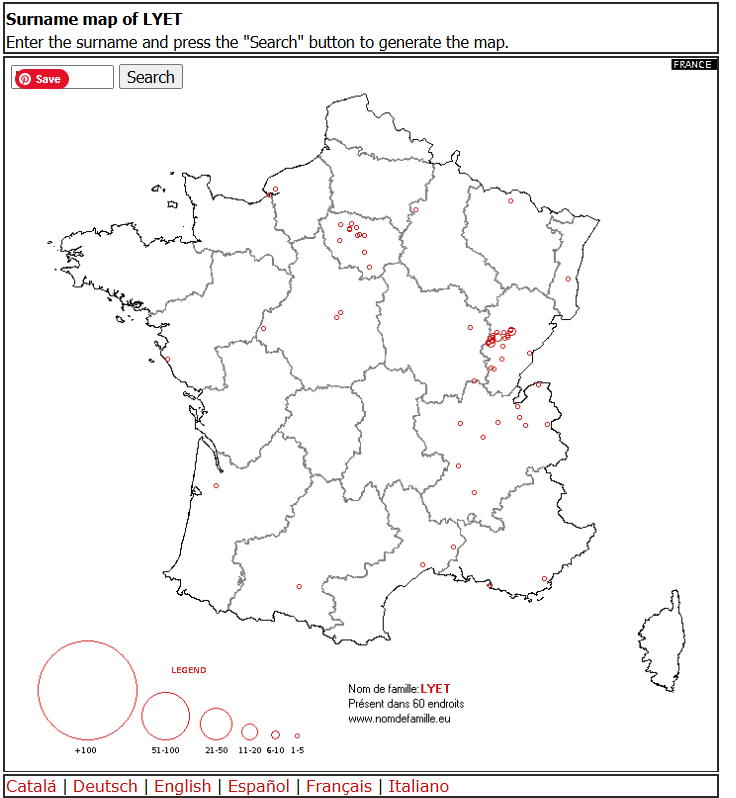 Surname map of LYET
Enter the surname and press the "Search" button to generate the map.
FRANCE
Save
Search
LEGEND
+100
51-100
21-50
11-20
6-10
1-5
Nom de famille: LYET
Présent dans 60 endroits
www.nomdefamille.eu
Catalá | Deutsch | English | Español | Français | Italiano